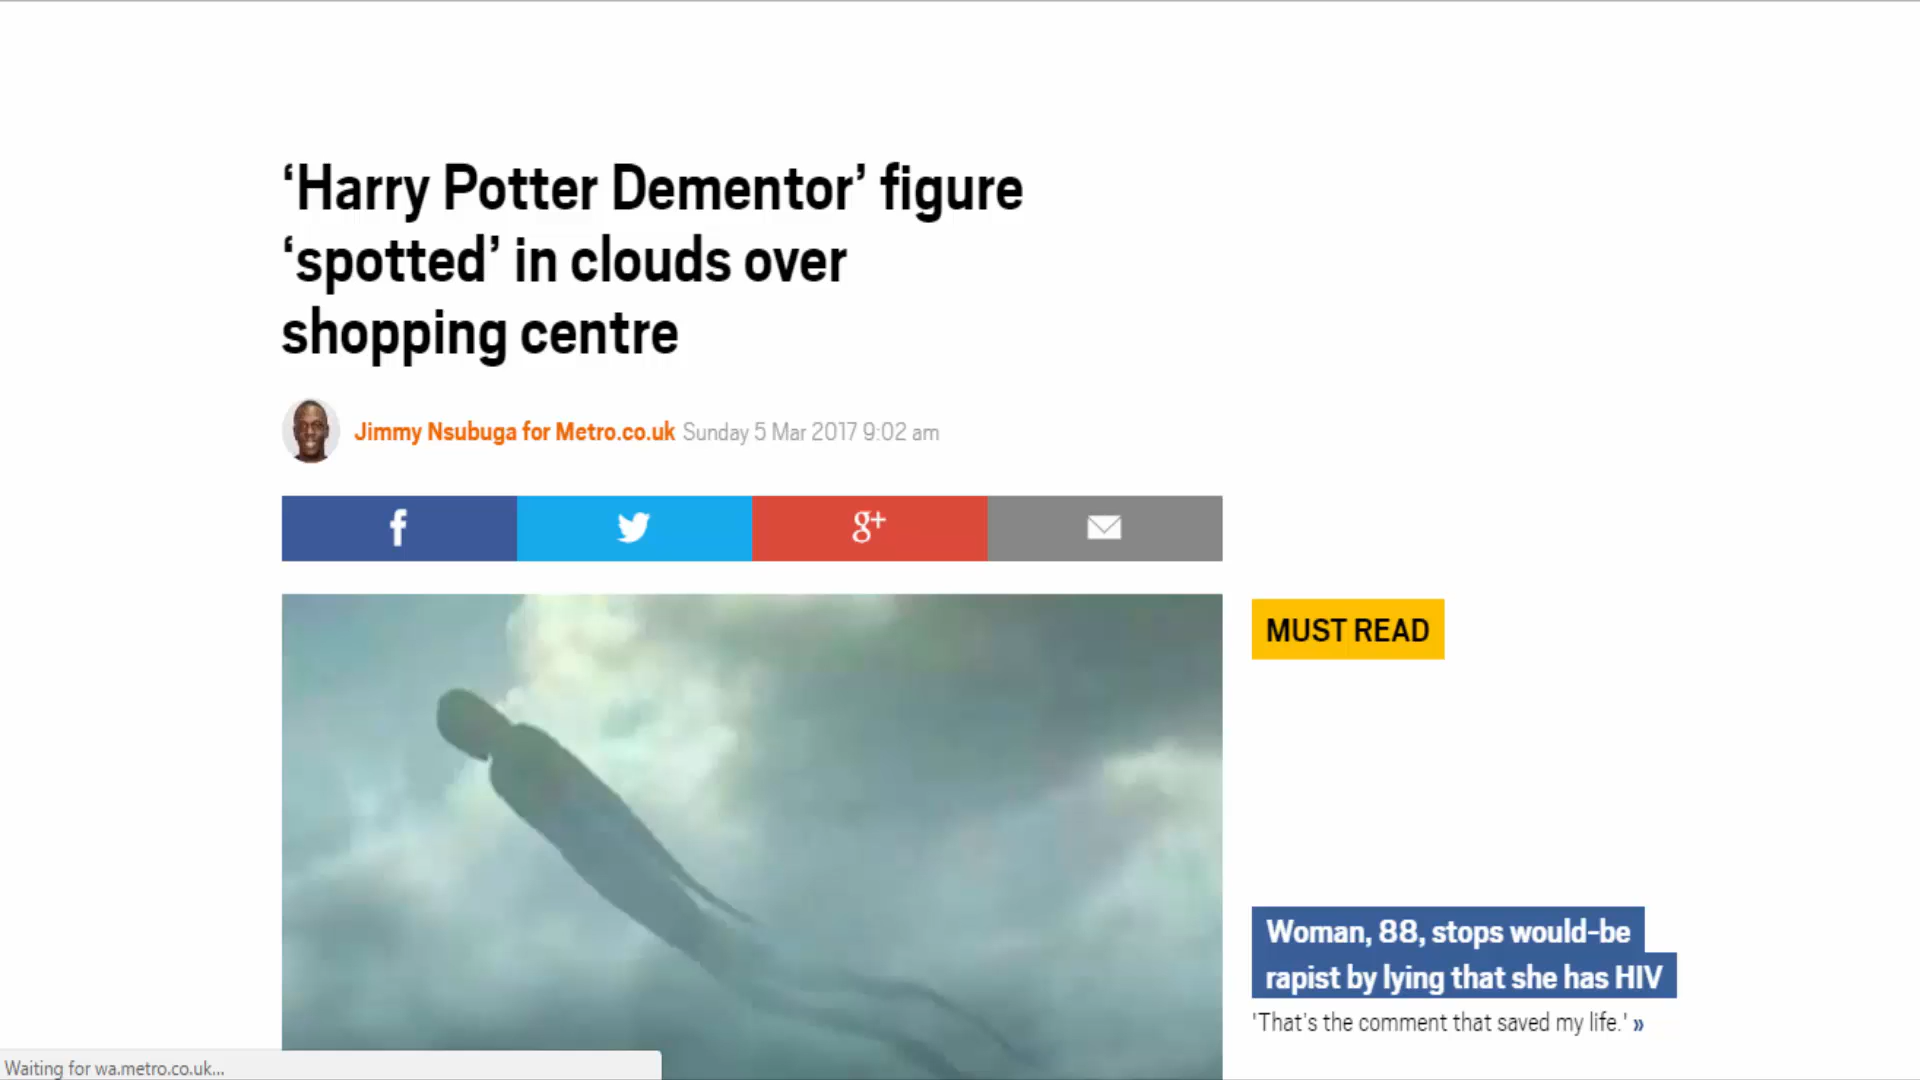 ‘Harry Potter Dementor’ figure
‘spotted’ in clouds over
shopping centre
Jimmy Nsubuga for Metro.co.uk Sunday 5 Mar 2017 9:02 am
f
g+
MUST READ
Woman, 88, stops would-be
rapist by lying that she has HIV
'That's the comment that saved my life.' »
Waiting for wa.metro.co.uk...